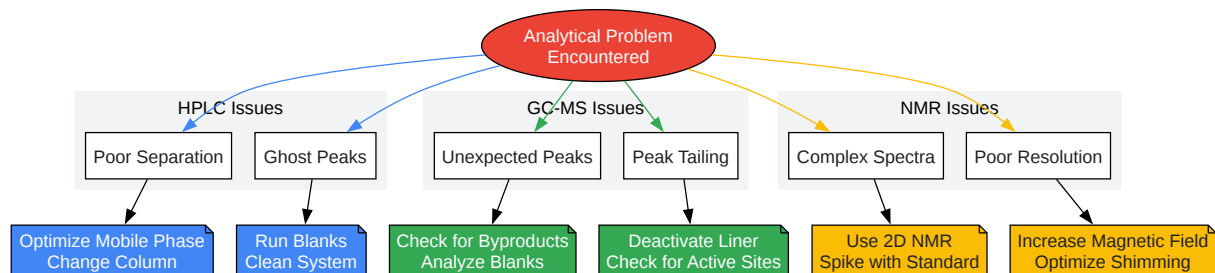 Analytical Problem
Encountered
HPLC Issues
GC-MS Issues
NMR Issues
Poor Separation
Ghost Peaks
Unexpected Peaks
Peak Tailing
Complex Spectra
Poor Resolution
Optimize Mobile Phase
Change Column
Run Blanks
Clean System
Check for Byproducts
Analyze Blanks
Deactivate Liner
Check for Active Sites
Use 2D NMR
Spike with Standard
Increase Magnetic Field
Optimize Shimming